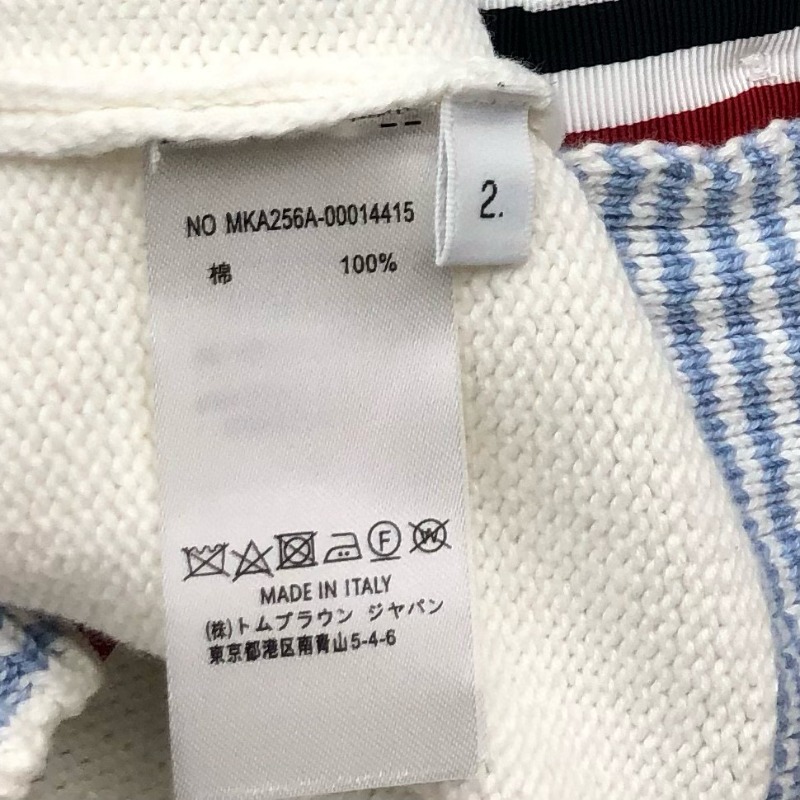 NO MKA256A-00014415
2.
棉 100%
F
W
MADE IN ITALY
(株)トムブラウン ジャパン
東京都港区南青山5-4-6